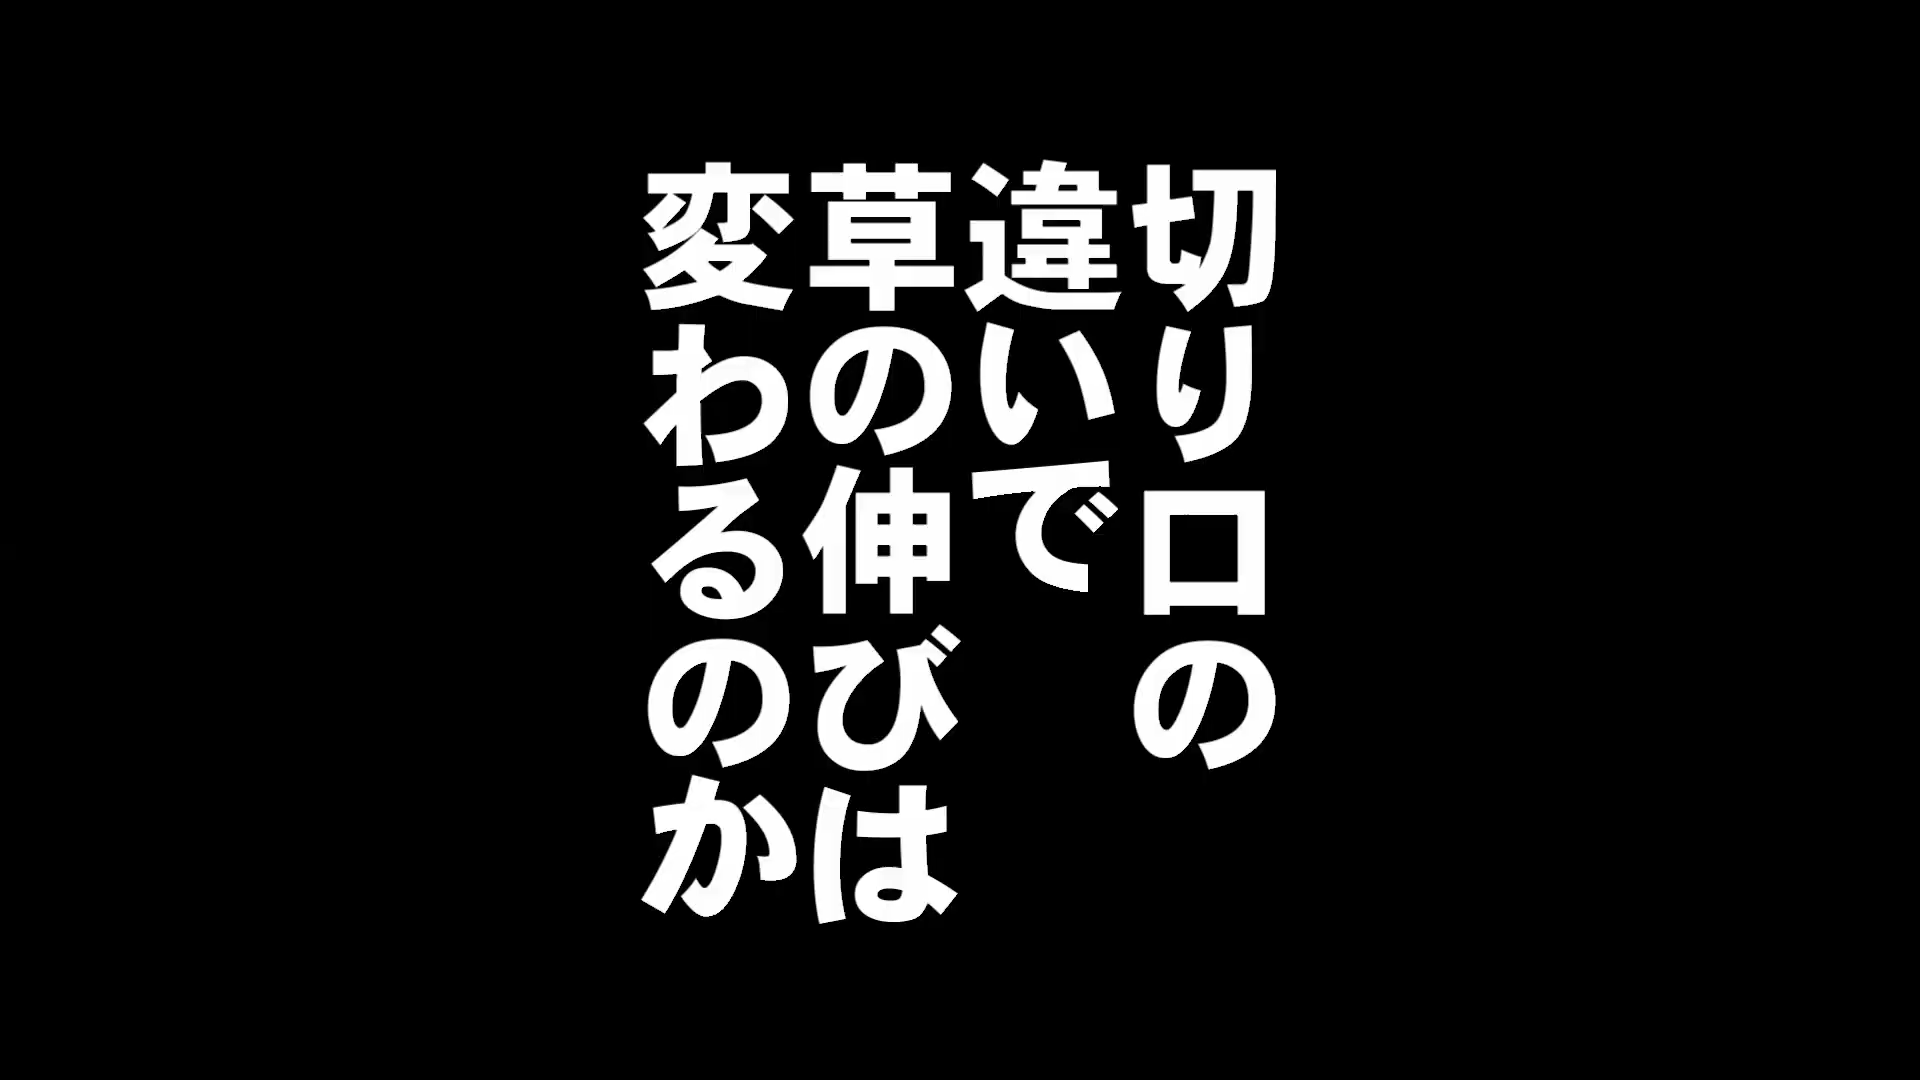 切り口の
違いで
草の伸びは
変わるのか